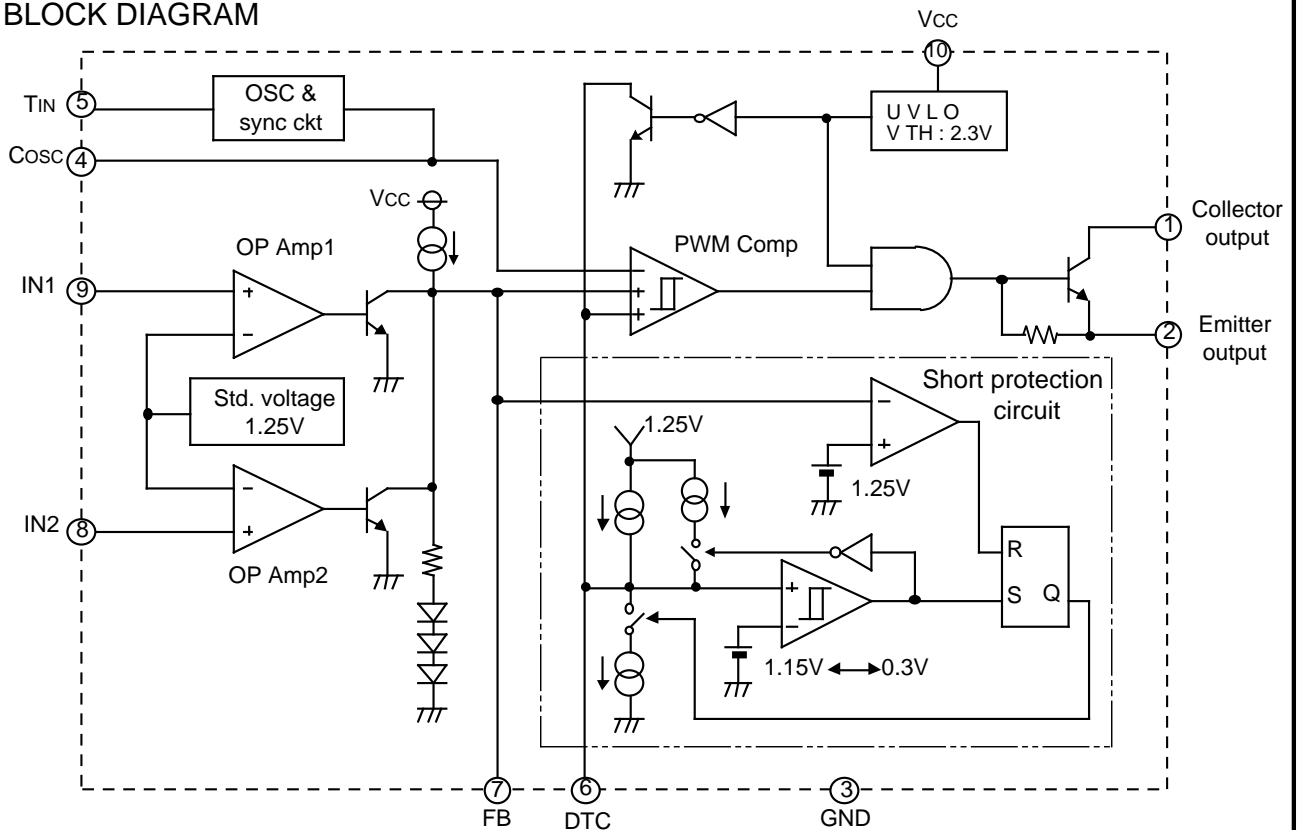 BLOCK DIAGRAM
VCC
10
TIN
5
OSC &
sync ckt
U V L O
V TH : 2.3V
COSC
4
VCC
Collector
output
1
OP Amp1
PWM Comp
IN1
9
+
−
−
+
+
Emitter
output
2
Std. voltage
1.25V
Short protection
circuit
1.25V
−
+
1.25V
IN2
8
−
+
OP Amp2
R
S
Q
+
−
1.15V
0.3V
7
FB
6
DTC
3
GND